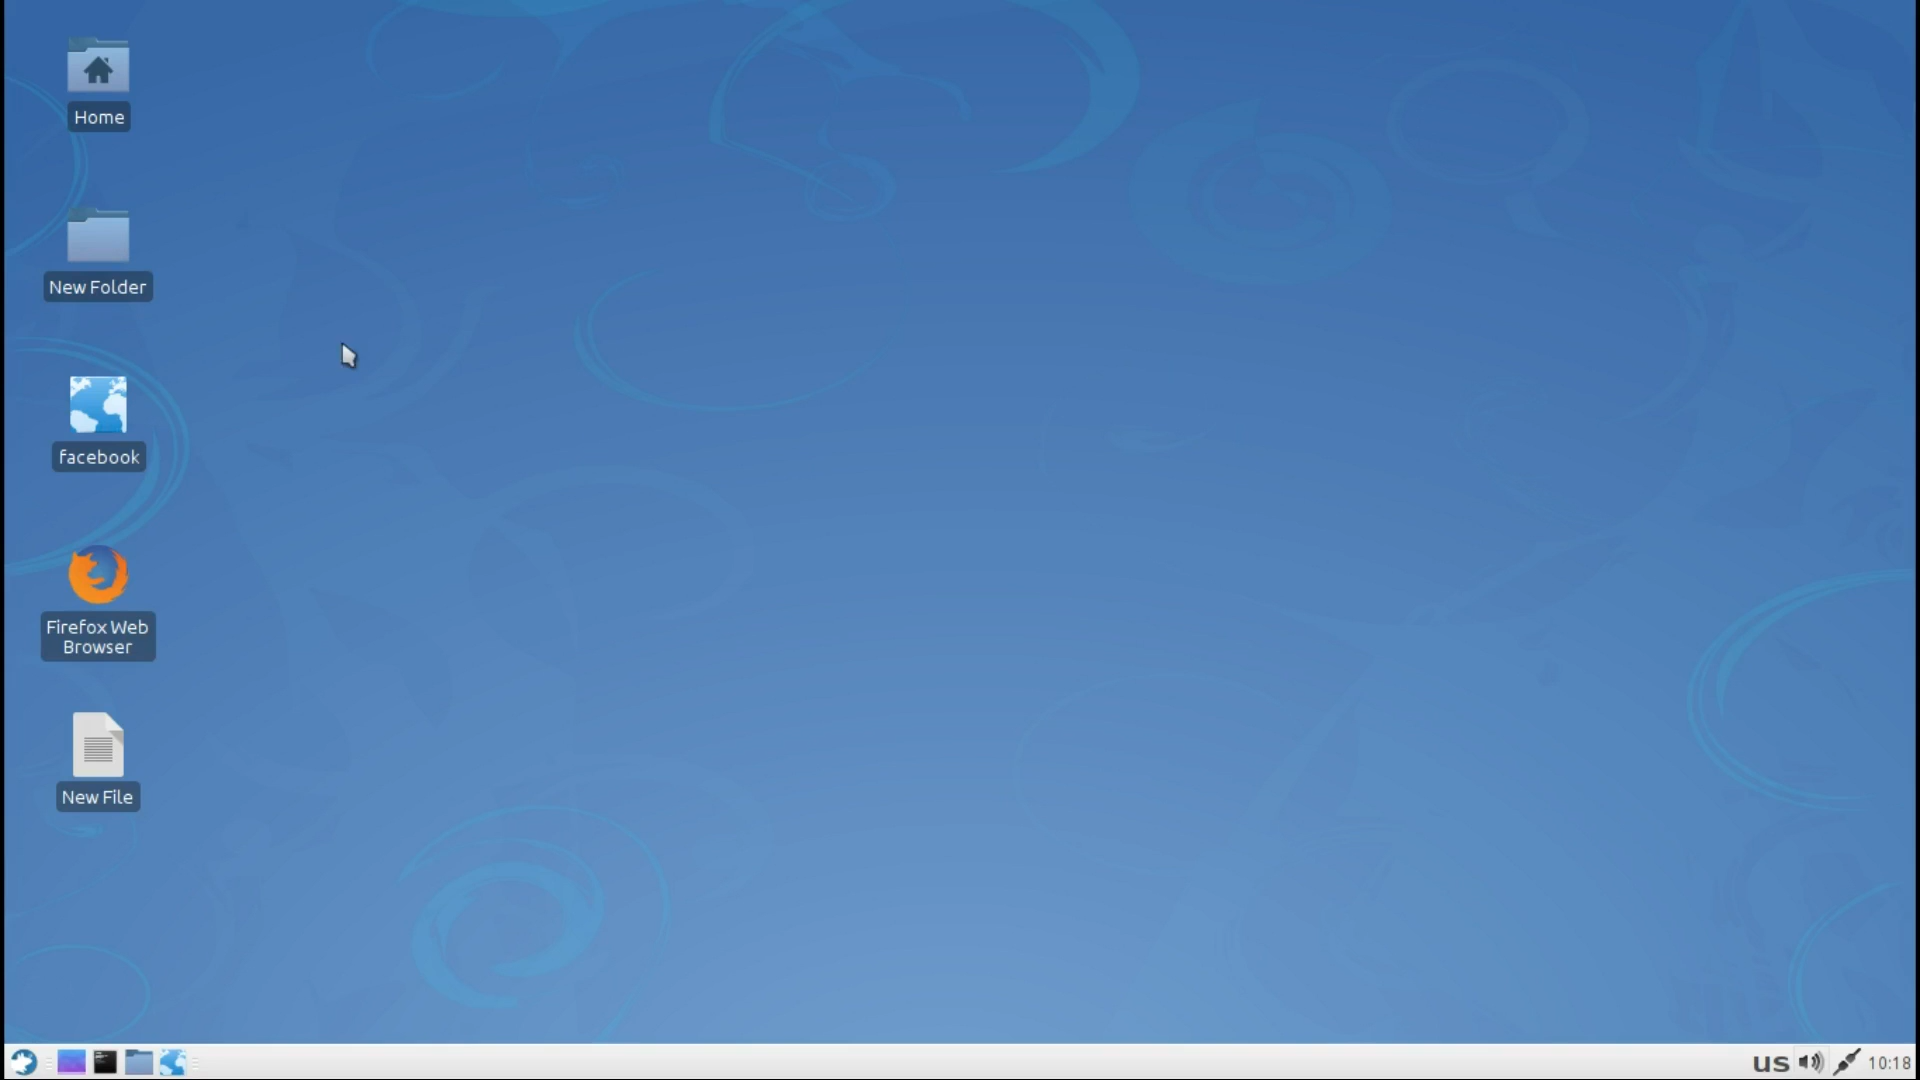 Home
New Folder
facebook
Firefox Web
Browser
New File
us
10:18